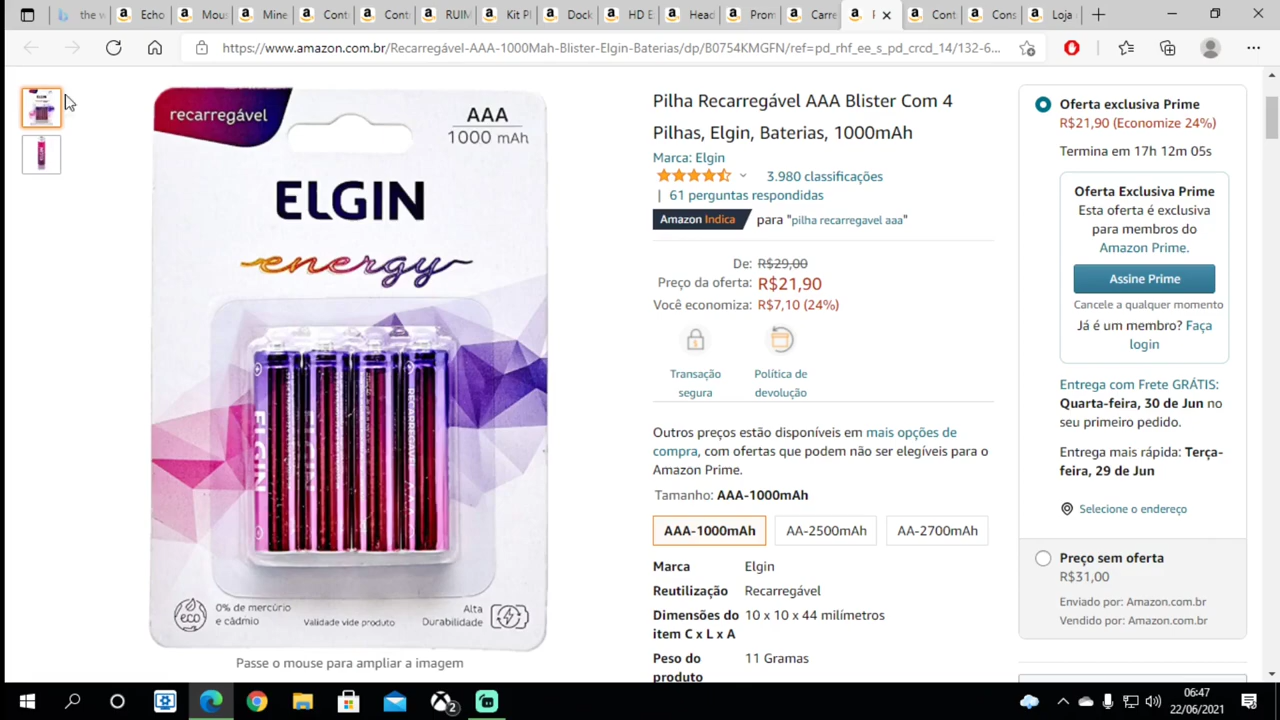 the w
Echo
Mou
Mine
Cont
Cont
RUIM
Kit Pl
Dock
HD E
Head
Pron
Carre
Cont
Cons
Loja
https://www.amazon.com.br/Recarregável-AAA-1000Mah-Blister-Elgin-Baterias/dp/B0754KMGFN/ref=pd_rhf_ee_s_pd_crcd_14/132-6...
recarregável
AAA
1000 mAh
ELGIN
energy
ELGIN
ELGIN
RECARREGÁVEL
eco
0% de mercúrio
e cádmio
Validade vide produto
Alta
Durabilidade
Passe o mouse para ampliar a imagem
Pilha Recarregável AAA Blister Com 4
Pilhas, Elgin, Baterias, 1000mAh
Marca: Elgin
3.980 classificações
| 61 perguntas respondidas
Amazon Indica para "pilha recarregavel aaa"
De: R$29,00
Preço da oferta: R$21,90
Você economiza: R$7,10 (24%)
Transação
segura
Política de
devolução
Outros preços estão disponíveis em mais opções de
compra, com ofertas que podem não ser elegíveis para o
Amazon Prime.
Tamanho: AAA-1000mAh
AAA-1000mAh
AA-2500mAh
AA-2700mAh
Marca Elgin
Reutilização Recarregável
Dimensões do 10 x 10 x 44 milímetros
item C x L x A
Peso do 11 Gramas
produto
Oferta exclusiva Prime
R$21,90 (Economize 24%)
Termina em 17h 12m 05s
Oferta Exclusiva Prime
Esta oferta é exclusiva
para membros do
Amazon Prime.
Assine Prime
Cancele a qualquer momento
Já é um membro? Faça
login
Entrega com Frete GRÁTIS:
Quarta-feira, 30 de Jun no
seu primeiro pedido.
Entrega mais rápida: Terça-
feira, 29 de Jun
Selecione o endereço
Preço sem oferta
R$31,00
Enviado por: Amazon.com.br
Vendido por: Amazon.com.br
2
06:47
22/06/2021